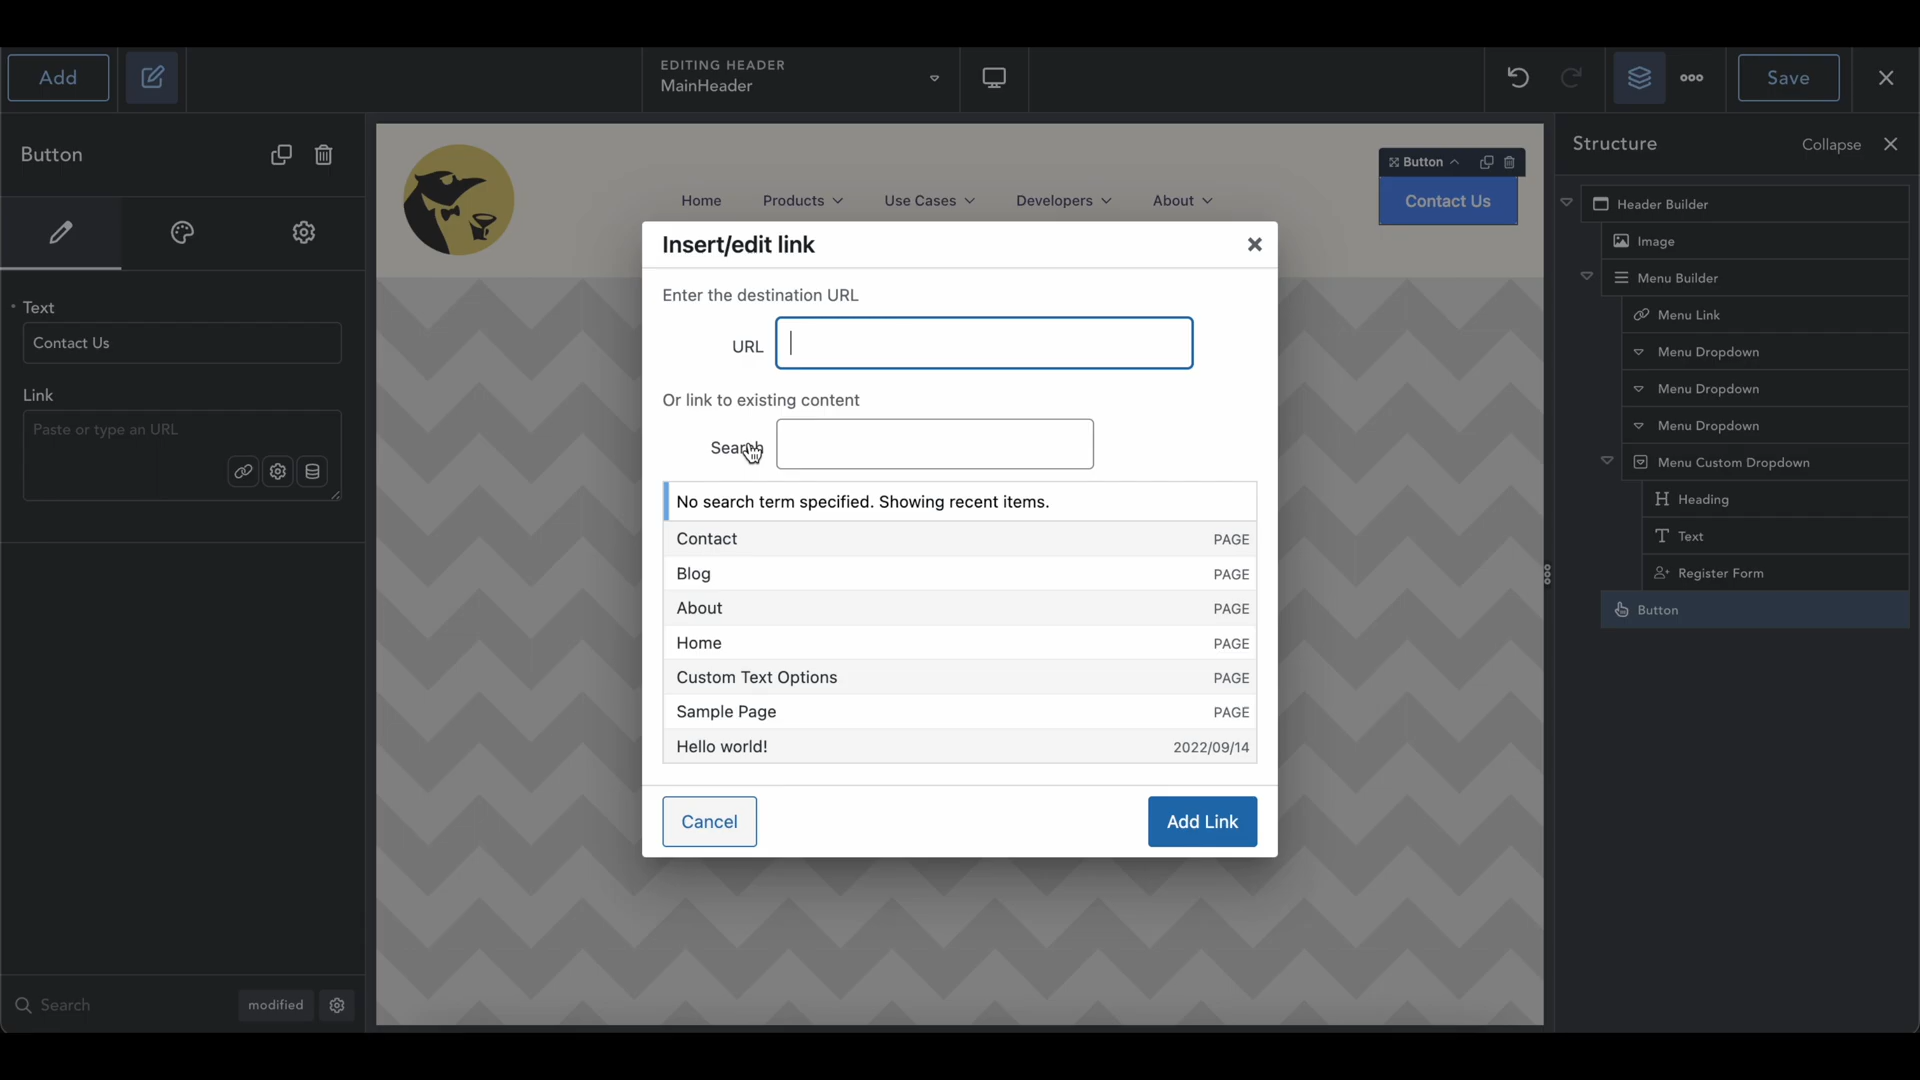 Add
EDITING HEADER
MainHeader
Save
Button
Text
Contact Us
Link
Paste or type an URL
Search
modified
Home
Products
Use Cases
Developers
About
Button
Contact Us
Insert/edit link
Enter the destination URL
URL
Or link to existing content
Search
No search term specified. Showing recent items.
Contact PAGE
Blog PAGE
About PAGE
Home PAGE
Custom Text Options PAGE
Sample Page PAGE
Hello world! 2022/09/14
Cancel
Add Link
Structure
Collapse
Header Builder
Image
Menu Builder
Menu Link
Menu Dropdown
Menu Dropdown
Menu Dropdown
Menu Custom Dropdown
Heading
Text
Register Form
Button